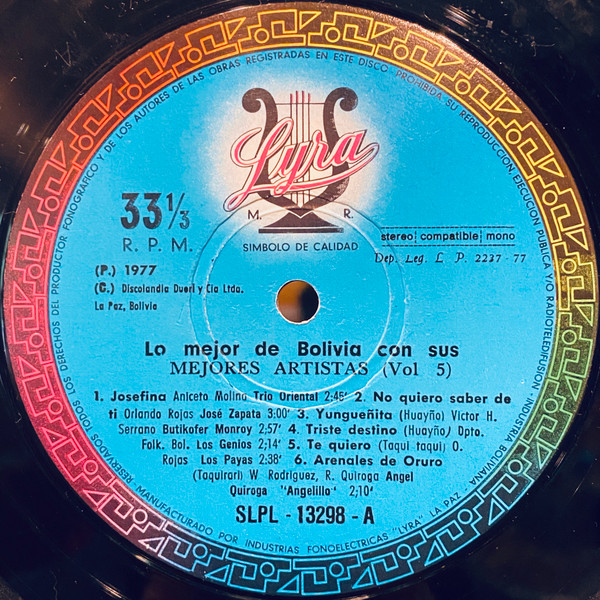 RESERVADOS TODOS LOS DERECHOS DEL PRODUCTOR FONOGRAFICO Y DE LOS AUTORES DE LAS OBRAS REGISTRADAS EN ESTE DISCO · PROHIBIDA SU REPRODUCCION, EJECUCION PUBLICA Y/O RADIOTELEDIFUSION · INDUSTRIA BOLIVIANA
Lyra
M. R.
SIMBOLO DE CALIDAD
33⅓
R. P. M.
stereo compatible mono
Dep. Leg. L P. 2237-77
(P.) 1977
(C.) Discolandia Dueri y Cia Ltda.
La Paz, Bolivia
Lo mejor de Bolivia con sus
MEJORES ARTISTAS (Vol 5)
1. Josefina Aniceto Molina Trio Oriental 2:45' 2. No quiero saber de
ti Orlando Rojas José Zapata 3:00' 3. Yungueñita (Huayño) Victor H.
Serrano Butikofer Monroy 2,57' 4. Triste destino (Huayño) Dpto.
Folk. Bol. Los Genios 2;14' 5. Te quiero (Taqui taqui) O.
Rojas Los Payas 2:38' 6. Arenales de Oruro
(Taquirari) W Rodríguez, R. Quiroga Angel
Quiroga "Angelillo" 2;10'
SLPL - 13298 - A
MANUFACTURADO POR INDUSTRIAS FONOELECTRICAS "LYRA" LA PAZ -